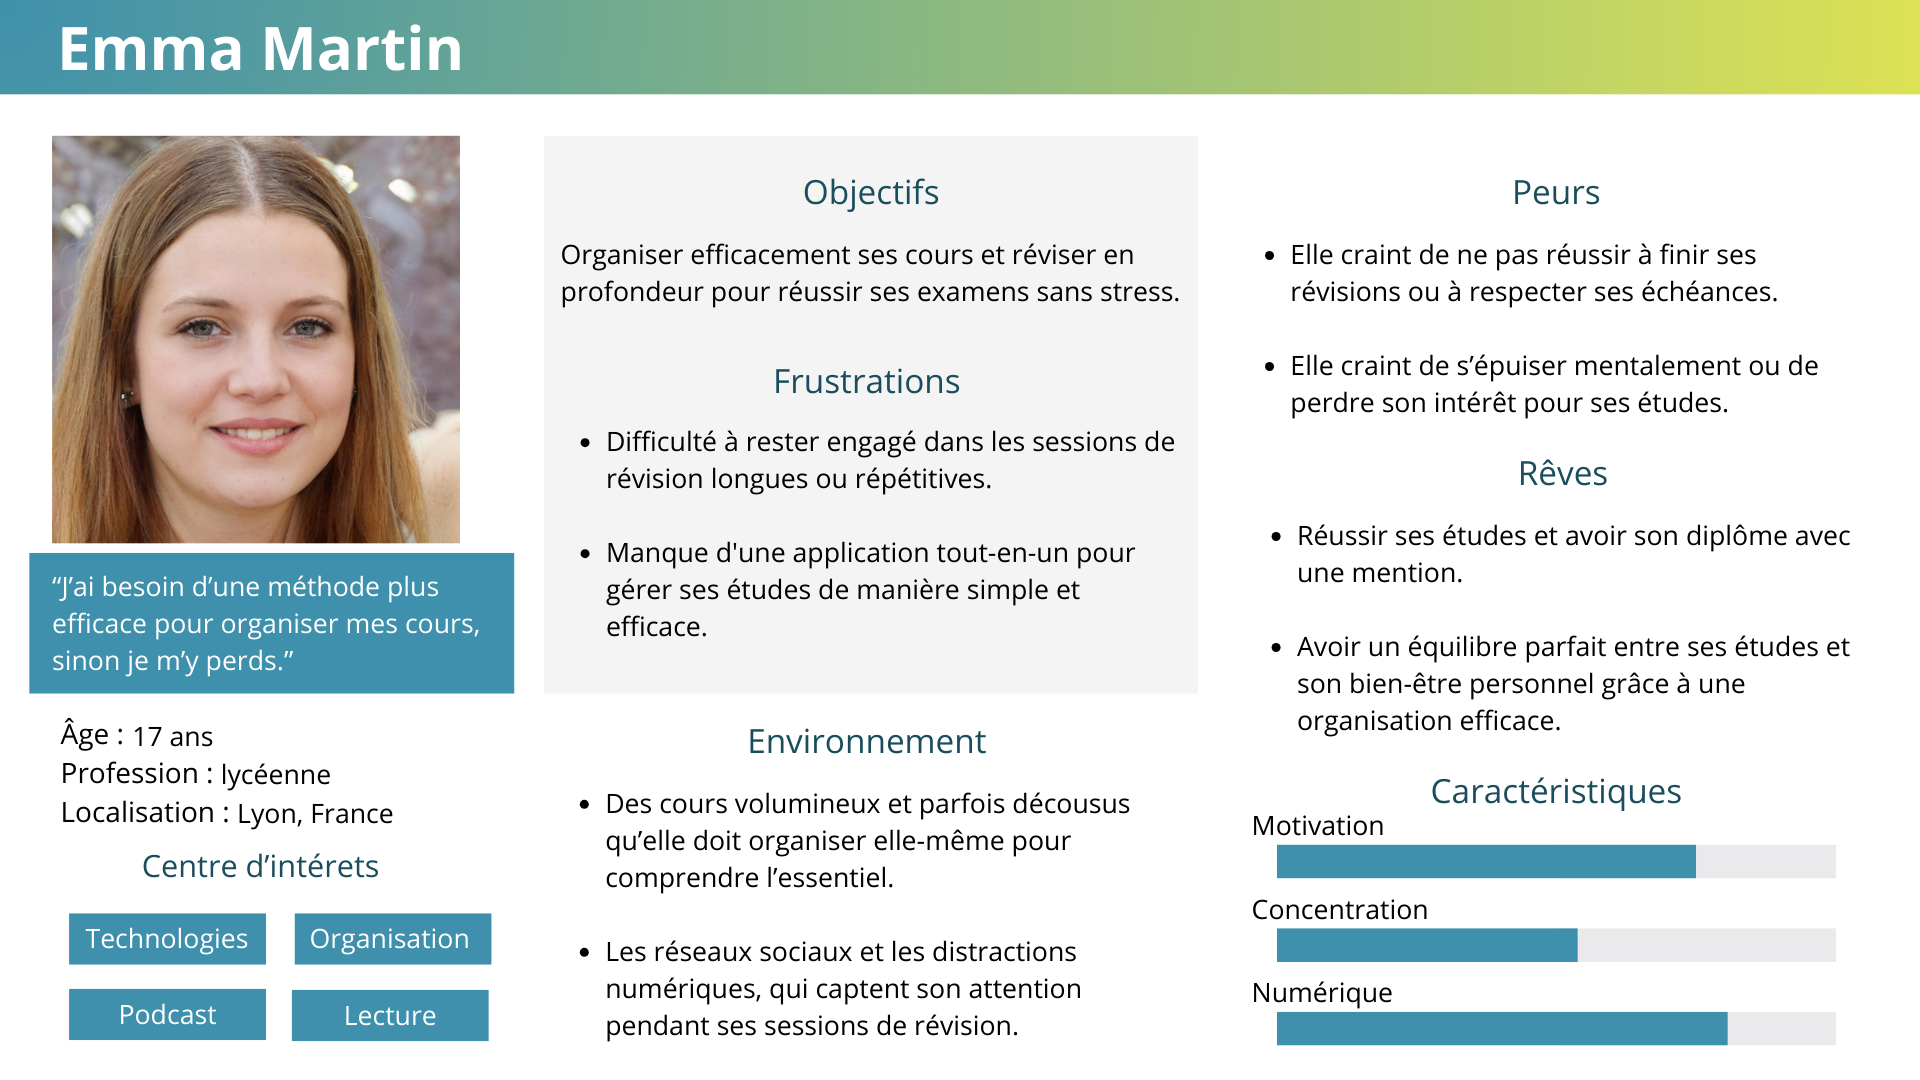 Emma Martin
“J’ai besoin d’une méthode plus
efficace pour organiser mes cours,
sinon je m’y perds.”
Âge : 17 ans
Profession : lycéenne
Localisation : Lyon, France
Centre d’intérets
Technologies
Organisation
Podcast
Lecture
Objectifs
Organiser efficacement ses cours et réviser en
profondeur pour réussir ses examens sans stress.
Frustrations
• Difficulté à rester engagé dans les sessions de
révision longues ou répétitives.
• Manque d'une application tout-en-un pour
gérer ses études de manière simple et
efficace.
Environnement
• Des cours volumineux et parfois décousus
qu’elle doit organiser elle-même pour
comprendre l’essentiel.
• Les réseaux sociaux et les distractions
numériques, qui captent son attention
pendant ses sessions de révision.
Peurs
• Elle craint de ne pas réussir à finir ses
révisions ou à respecter ses échéances.
• Elle craint de s’épuiser mentalement ou de
perdre son intérêt pour ses études.
Rêves
• Réussir ses études et avoir son diplôme avec
une mention.
• Avoir un équilibre parfait entre ses études et
son bien-être personnel grâce à une
organisation efficace.
Caractéristiques
Motivation
Concentration
Numérique